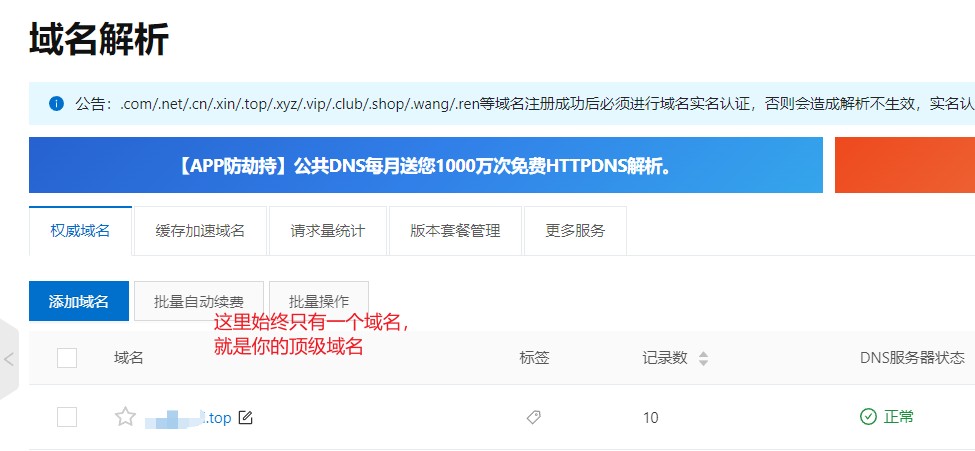 域名解析
公告：.com/.net/.cn/.xin/.top/.xyz/.vip/.club/.shop/.wang/.ren等域名注册成功后必须进行域名实名认证，否则会造成解析不生效，实名认
【APP防劫持】公共DNS每月送您1000万次免费HTTPDNS解析。
权威域名 缓存加速域名 请求量统计 版本套餐管理 更多服务
添加域名 批量自动续费 批量操作
这里始终只有一个域名，
就是你的顶级域名
域名 标签 记录数 DNS服务器状态
.top 10 正常